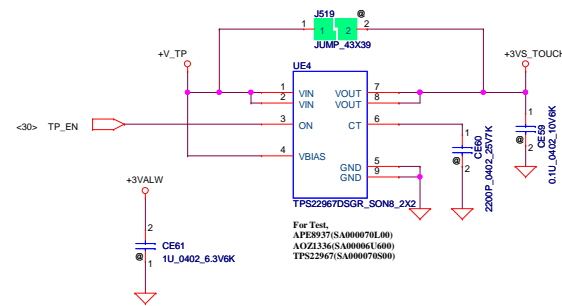 J519
@
1 1 2 2
JUMP_43X39
+V_TP
UE4
+3VS_TOUCH
1 VIN VOUT 7
2 VIN VOUT 8
<30> TP_EN
3 ON CT 6
4 VBIAS
GND 5
GND 9
TPS22967DSGR_SON8_2X2
1
@
2
CE60
2200P_0402_25V7K
1
@
2
CE59
0.1U_0402_10V6K
+3VALW
2
CE61
@ 1
1U_0402_6.3V6K
For Test,
APE8937(SA000070L00)
AOZ1336(SA00006U600)
TPS22967(SA000070S00)